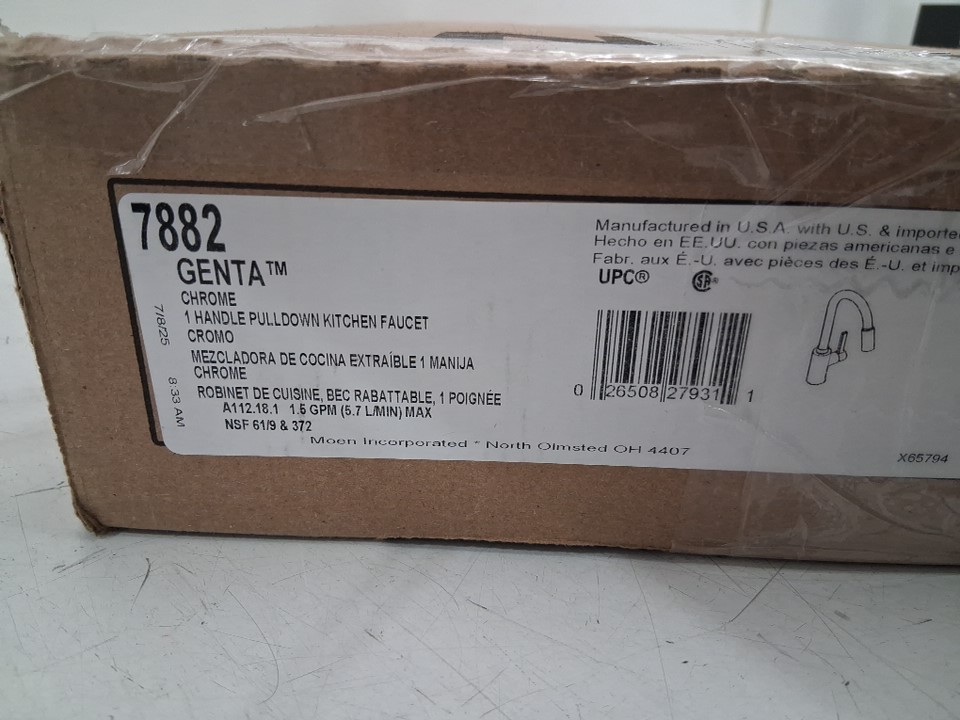 7882
GENTA™
CHROME
1 HANDLE PULLDOWN KITCHEN FAUCET
CROMO
MEZCLADORA DE COCINA EXTRAÍBLE 1 MANIJA
CHROME
ROBINET DE CUISINE, BEC RABATTABLE, 1 POIGNÉE
A112.18.1 1.5 GPM (5.7 L/MIN) MAX
NSF 61/9 & 372
Moen Incorporated * North Olmsted OH 4407
7/8/25 8:33 AM
Manufactured in U.S.A. with U.S. & importe
Hecho en EE.UU. con piezas americanas e
Fabr. aux É.-U. avec pièces des É.-U. et imp
UPC® SA®
0 26508 27931 1
X65794